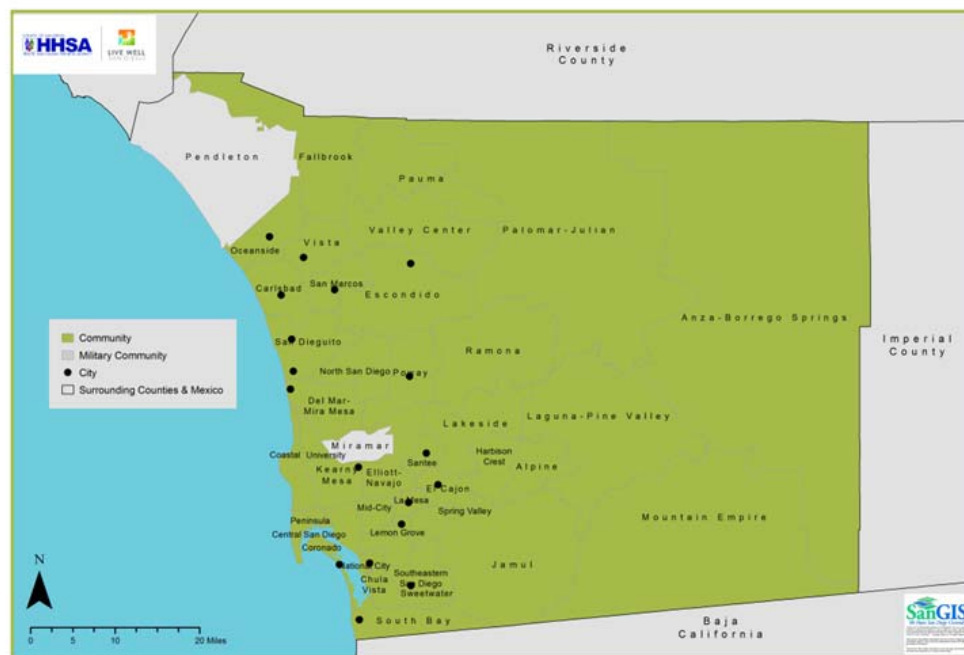 HHSA
LIVE WELL
SAN DIEGO
Riverside
County
Pendleton
Fallbrook
Pauma
Valley Center
Palomar-Julian
Oceanside
Vista
San Marcos
Carlsbad
Escondido
Anza-Borrego Springs
Imperial
County
Community
Military Community
City
Surrounding Counties & Mexico
San Dieguito
Ramona
North San Diego
Poway
Del Mar-
Mira Mesa
Laguna-Pine Valley
Lakeside
Miramar
Coastal
University
Kearny
Mesa
Elliott-
Navajo
Santee
Harbison
Crest
Alpine
El Cajon
La Mesa
Mid-City
Spring Valley
Peninsula
Central San Diego
Coronado
Lemon Grove
Mountain Empire
National City
Chula
Vista
Southeastern
San Diego
Sweetwater
Jamul
South Bay
Baja
California
N
0
5
10
20 Miles
SanGIS